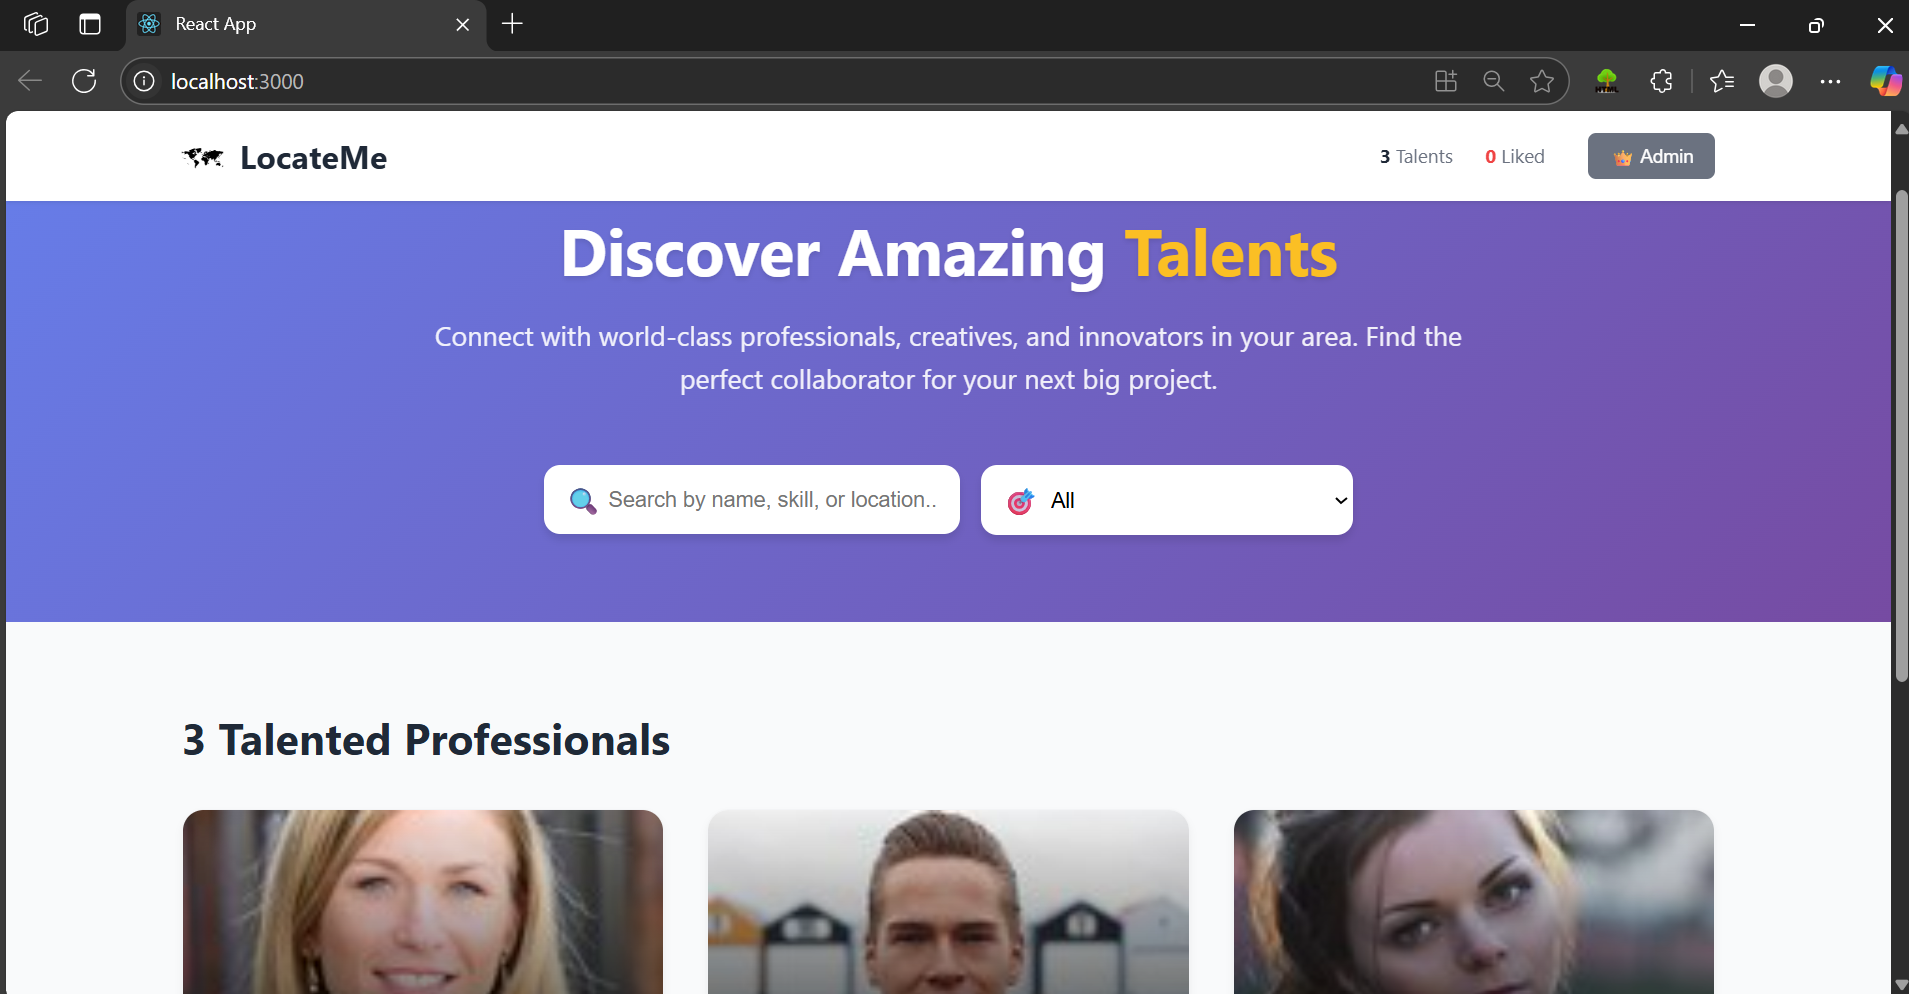 React App
localhost:3000
HTML
LocateMe
3 Talents
0 Liked
Admin
Discover Amazing Talents
Connect with world-class professionals, creatives, and innovators in your area. Find the
perfect collaborator for your next big project.
Search by name, skill, or location..
All
3 Talented Professionals